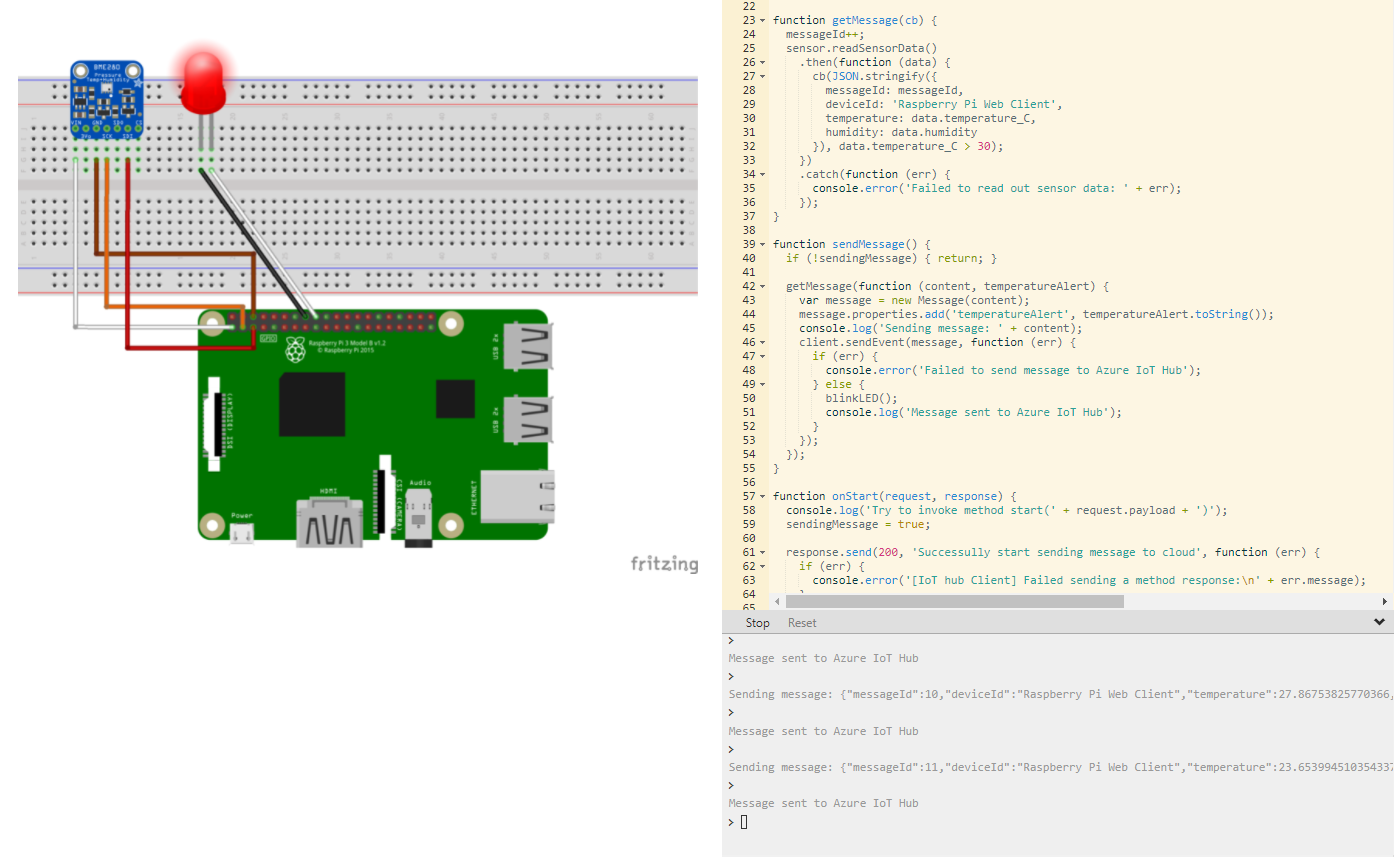 BME280
Pressure
Temp+Humidity
VIN GND SDO CS
3Vo SCK SDI
GPIO
Raspberry Pi 3 Model B v1.2
© Raspberry Pi 2015
USB 2x
USB 2x
DSI (DISPLAY)
CSI (CAMERA)
HDMI
Audio
ETHERNET
Power
fritzing
22
23 function getMessage(cb) {
24 messageId++;
25 sensor.readSensorData()
26 .then(function (data) {
27 cb(JSON.stringify({
28 messageId: messageId,
29 deviceId: 'Raspberry Pi Web Client',
30 temperature: data.temperature_C,
31 humidity: data.humidity
32 }), data.temperature_C > 30);
33 })
34 .catch(function (err) {
35 console.error('Failed to read out sensor data: ' + err);
36 });
37 }
38
39 function sendMessage() {
40 if (!sendingMessage) { return; }
41
42 getMessage(function (content, temperatureAlert) {
43 var message = new Message(content);
44 message.properties.add('temperatureAlert', temperatureAlert.toString());
45 console.log('Sending message: ' + content);
46 client.sendEvent(message, function (err) {
47 if (err) {
48 console.error('Failed to send message to Azure IoT Hub');
49 } else {
50 blinkLED();
51 console.log('Message sent to Azure IoT Hub');
52 }
53 });
54 });
55 }
56
57 function onStart(request, response) {
58 console.log('Try to invoke method start(' + request.payload + ')');
59 sendingMessage = true;
60
61 response.send(200, 'Successully start sending message to cloud', function (err) {
62 if (err) {
63 console.error('[IoT hub Client] Failed sending a method response:\n' + err.message);
64 }
65
Stop Reset
>
Message sent to Azure IoT Hub
>
Sending message: {"messageId":10,"deviceId":"Raspberry Pi Web Client","temperature":27.86753825770366,
>
Message sent to Azure IoT Hub
>
Sending message: {"messageId":11,"deviceId":"Raspberry Pi Web Client","temperature":23.653994510354337
>
Message sent to Azure IoT Hub
>